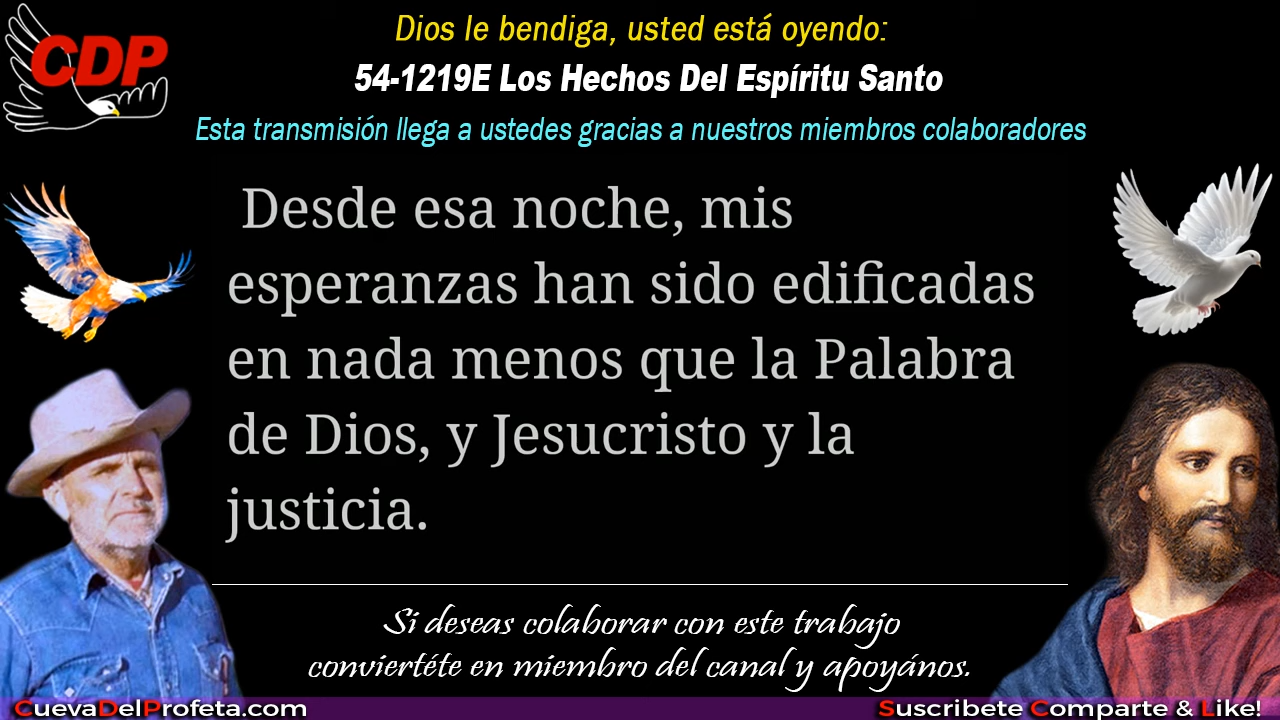 CDP
Dios le bendiga, usted está oyendo:
54-1219E Los Hechos Del Espíritu Santo
Esta transmisión llega a ustedes gracias a nuestros miembros colaboradores
Desde esa noche, mis
esperanzas han sido edificadas
en nada menos que la Palabra
de Dios, y Jesucristo y la
justicia.
Si deseas colaborar con este trabajo
conviertéte en miembro del canal y apoyános.
CuevaDelProfeta.com
Suscribete Comparte & Like!